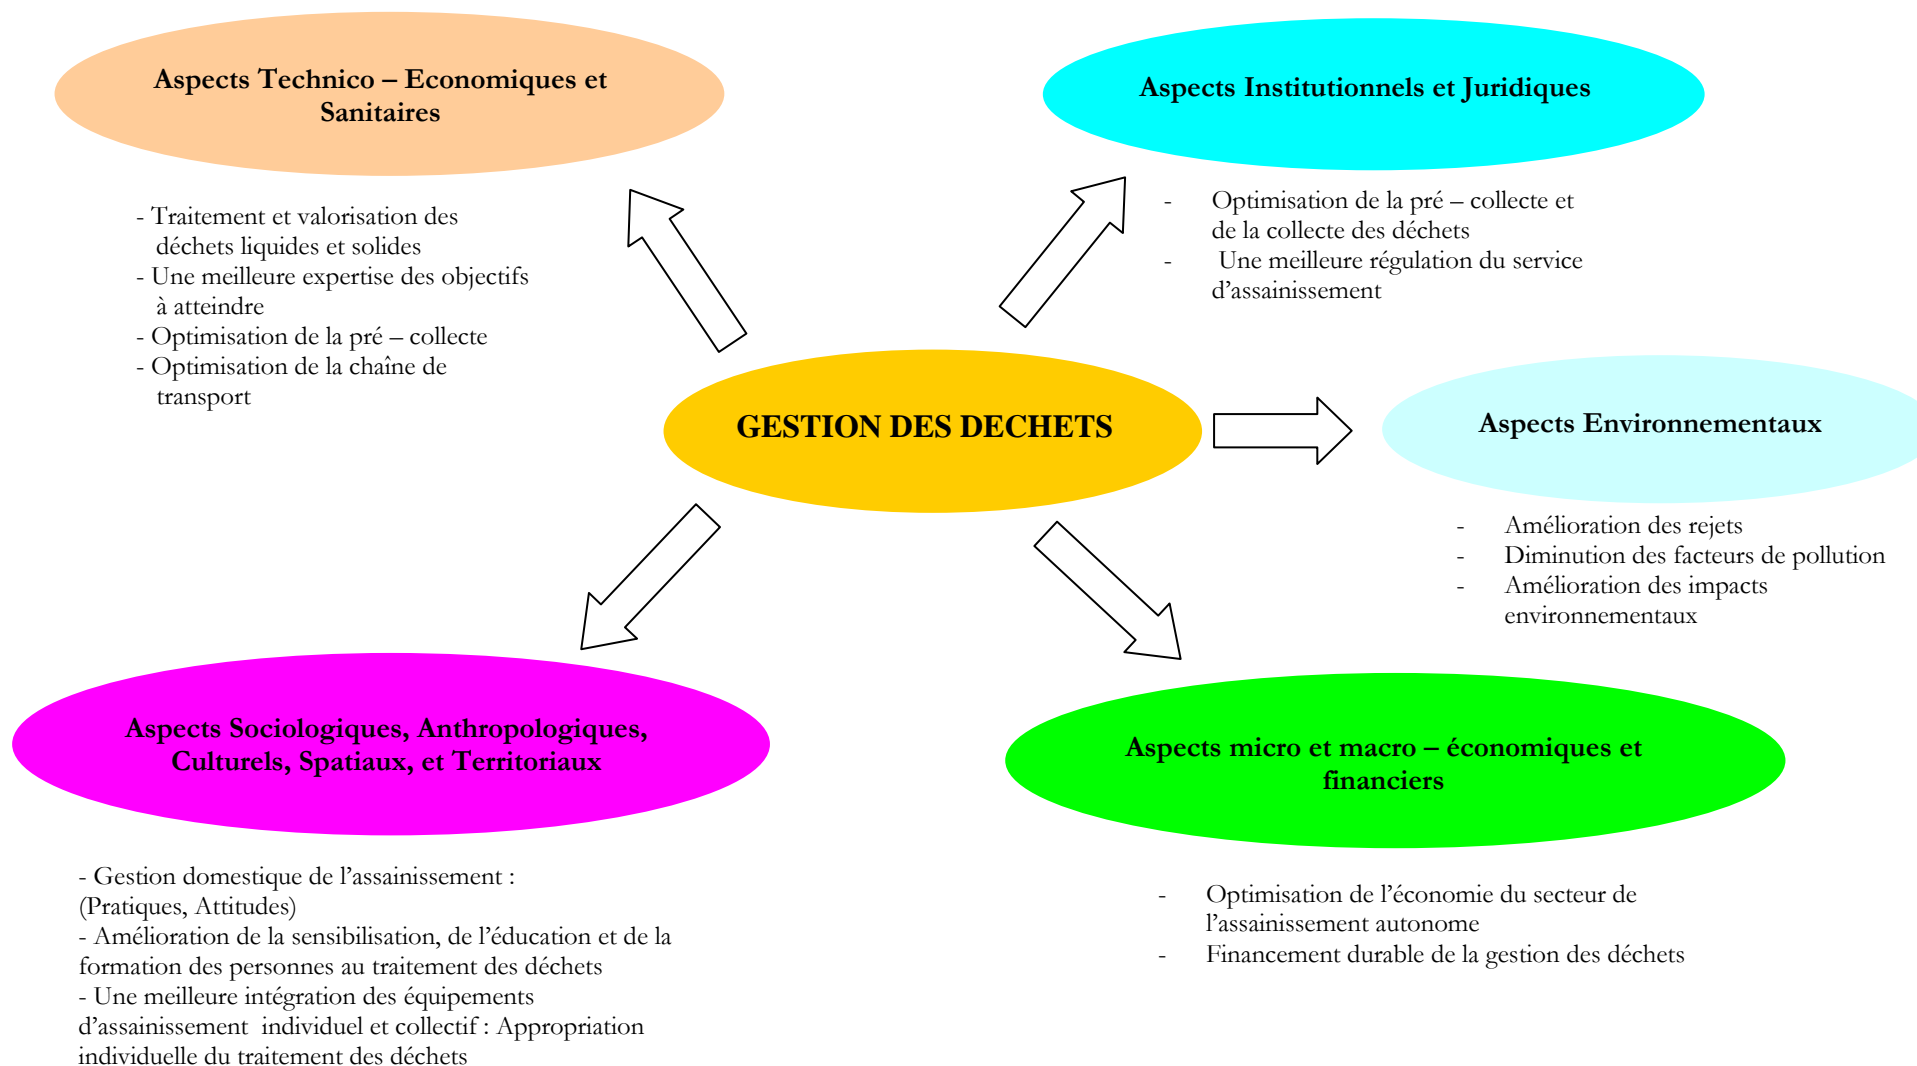 Aspects Technico – Economiques et
Sanitaires
- Traitement et valorisation des
déchets liquides et solides
- Une meilleure expertise des objectifs
à atteindre
- Optimisation de la pré – collecte
- Optimisation de la chaîne de
transport
Aspects Institutionnels et Juridiques
- Optimisation de la pré – collecte et
de la collecte des déchets
- Une meilleure régulation du service
d’assainissement
GESTION DES DECHETS
Aspects Environnementaux
- Amélioration des rejets
- Diminution des facteurs de pollution
- Amélioration des impacts
environnementaux
Aspects Sociologiques, Anthropologiques,
Culturels, Spatiaux, et Territoriaux
- Gestion domestique de l’assainissement :
(Pratiques, Attitudes)
- Amélioration de la sensibilisation, de l’éducation et de la
formation des personnes au traitement des déchets
- Une meilleure intégration des équipements
d’assainissement  individuel et collectif : Appropriation
individuelle du traitement des déchets
Aspects micro et macro – économiques et
financiers
- Optimisation de l’économie du secteur de
l’assainissement autonome
- Financement durable de la gestion des déchets